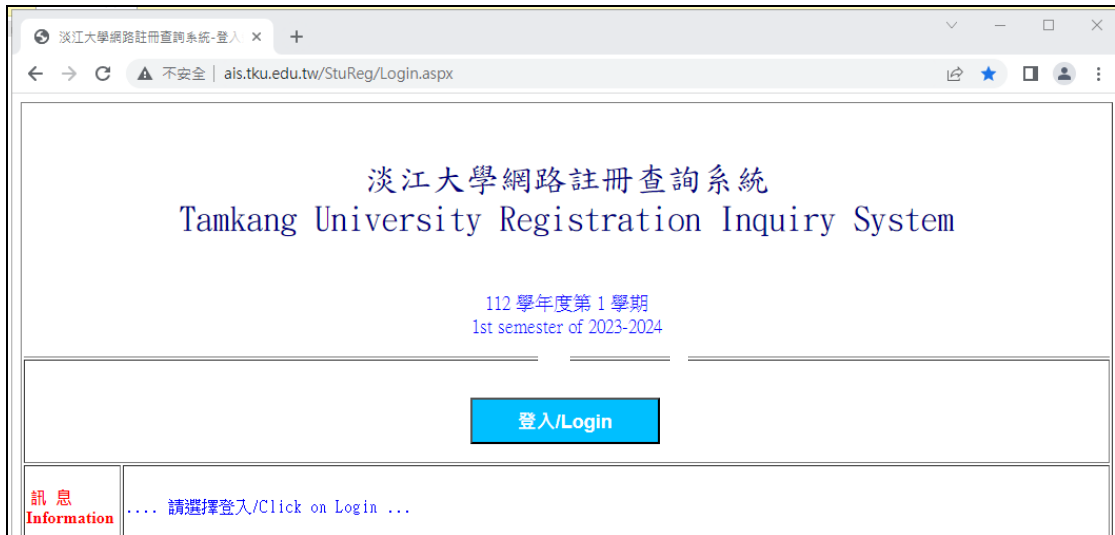 淡江大學網路註冊查詢系統-登入
不安全 | ais.tku.edu.tw/StuReg/Login.aspx
淡江大學網路註冊查詢系統
Tamkang University Registration Inquiry System
112 學年度第 1 學期
1st semester of 2023-2024
登入/Login
訊 息
Information
.... 請選擇登入/Click on Login ...